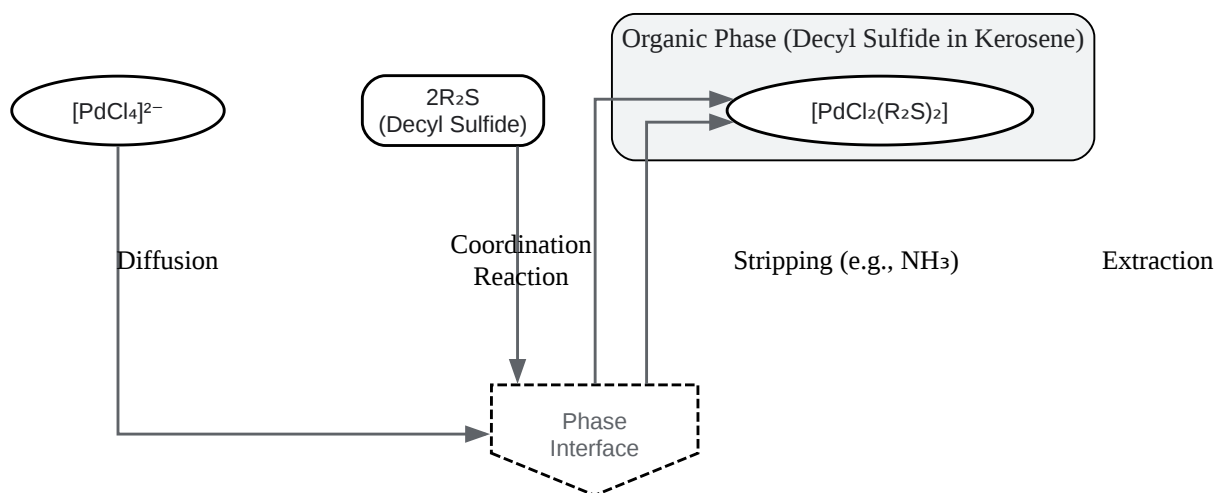 Organic Phase (Decyl Sulfide in Kerosene)
[PdCl₄]²⁻
2R₂S
(Decyl Sulfide)
[PdCl₂(R₂S)₂]
Diffusion
Coordination
Reaction
Stripping (e.g., NH₃)
Extraction
Phase
Interface